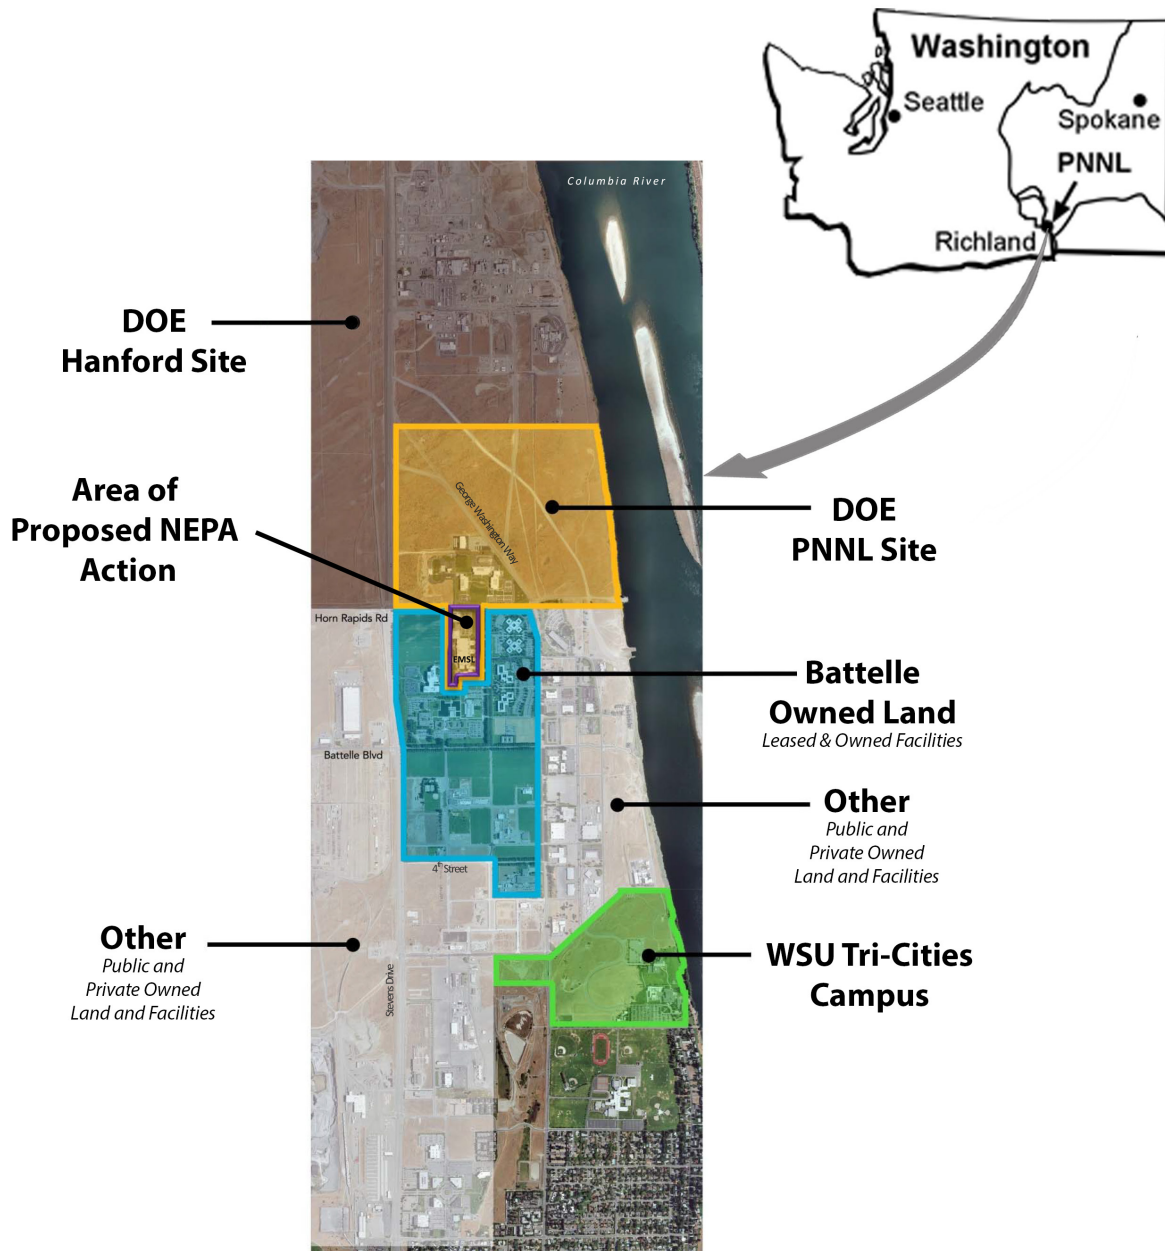 Washington
Seattle
Spokane
PNNL
Richland
Columbia River
DOE
Hanford Site
Area of
Proposed NEPA
Action
George Washington Way
DOE
PNNL Site
Horn Rapids Rd
EMSL
Battelle
Owned Land
Leased & Owned Facilities
Battelle Blvd
Other
Public and
Private Owned
Land and Facilities
4th Street
Other
Public and
Private Owned
Land and Facilities
Stevens Drive
WSU Tri-Cities
Campus